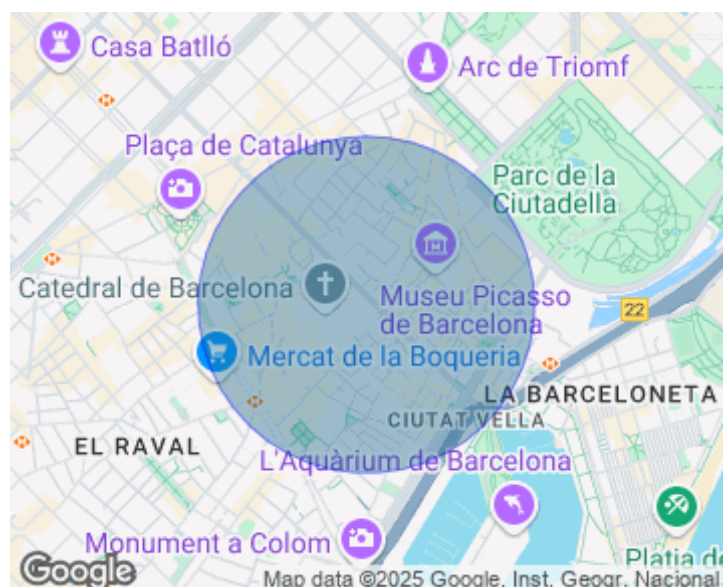 Casa Batlló
Arc de Triomf
Plaça de Catalunya
Parc de la
Ciutadella
Catedral de Barcelona
Museu Picasso
de Barcelona
22
Mercat de la Boqueria
LA BARCELONETA
CIUTAT VELLA
EL RAVAL
L'Aquàrium de Barcelona
Monument a Colom
Platja de
Google
Map data ©2025 Google, Inst. Geogr. Nacional